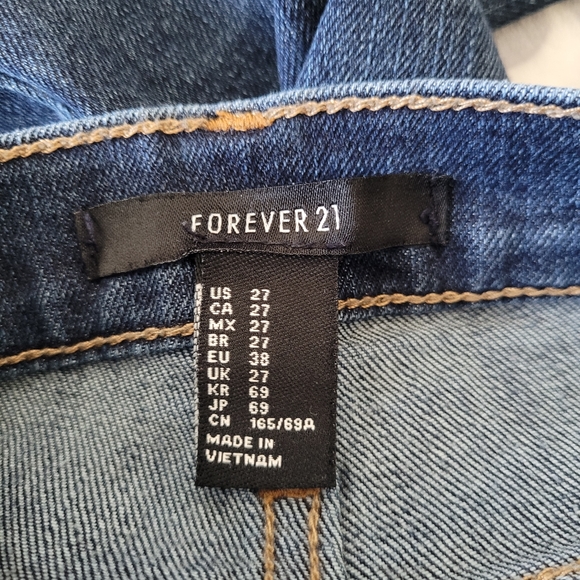 FOREVER 21
US 27
CA 27
MX 27
BR 27
EU 38
UK 27
KR 69
JP 69
CN 165/69A
MADE IN
VIETNAM